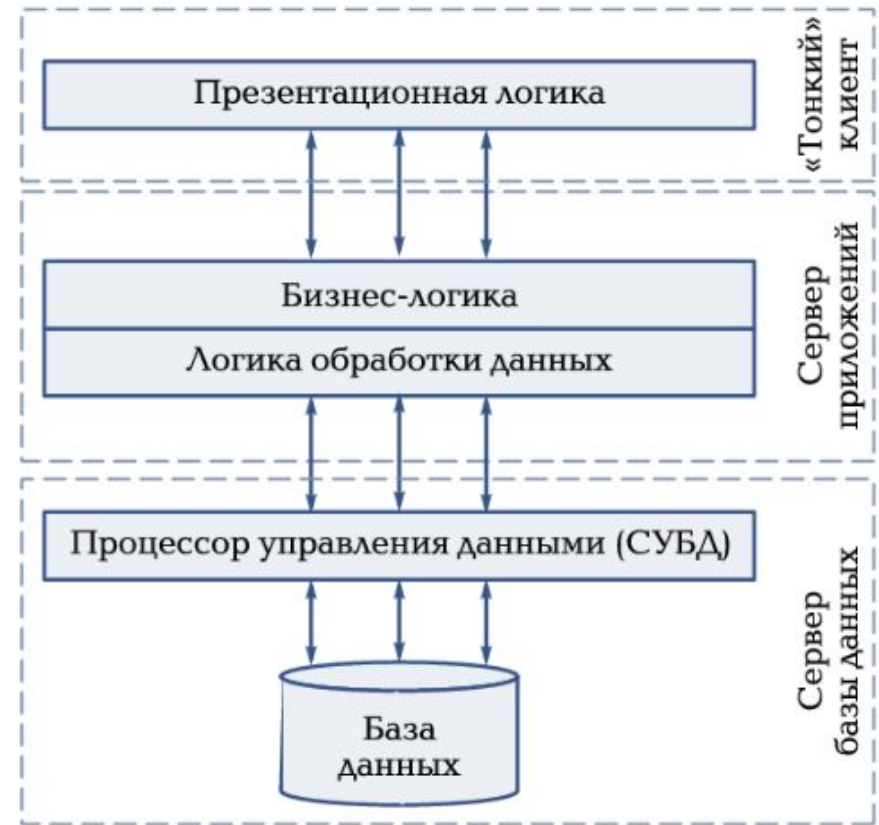 Презентационная логика
«Тонкий»
клиент
Бизнес-логика
Логика обработки данных
Сервер
приложений
Процессор управления данными (СУБД)
База
данных
Сервер
базы данных